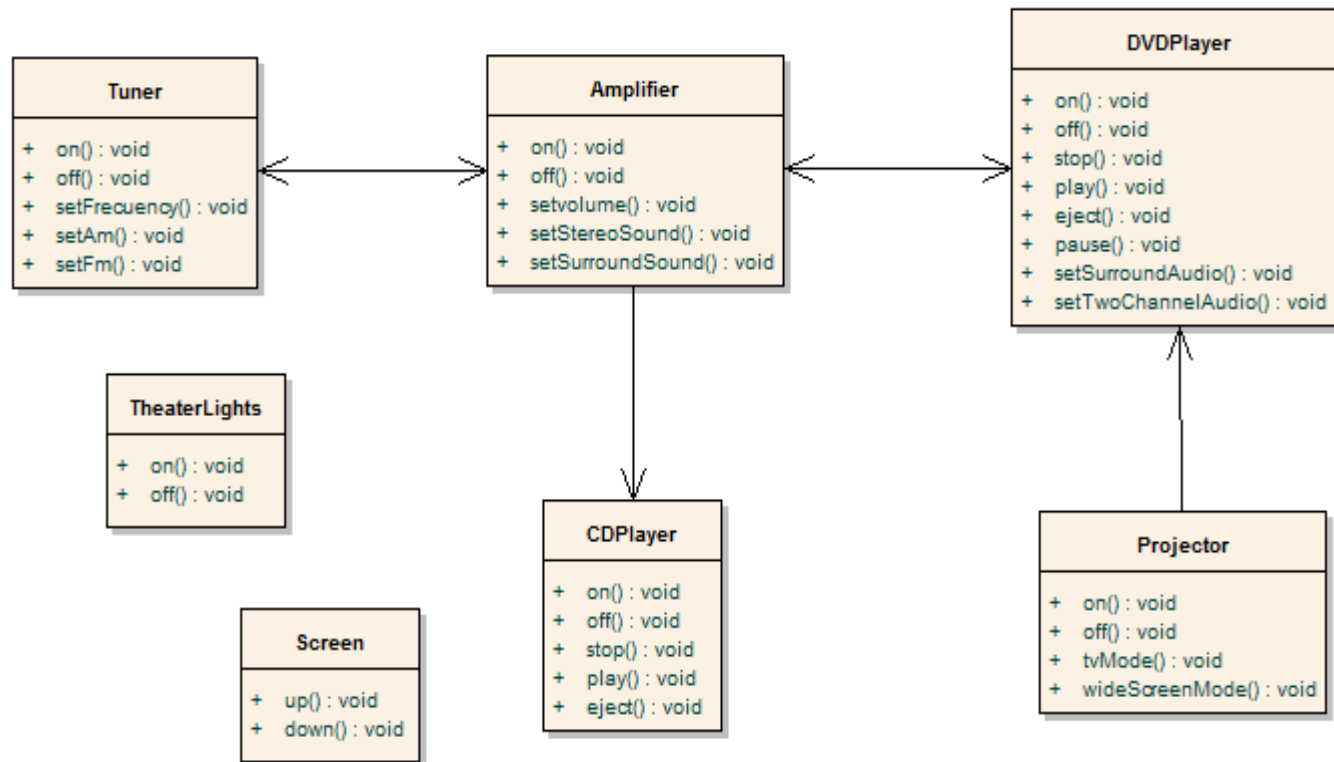 Tuner
+ on() : void
+ off() : void
+ setFrecuency() : void
+ setAm() : void
+ setFm() : void
Amplifier
+ on() : void
+ off() : void
+ setvolume() : void
+ setStereoSound() : void
+ setSurroundSound() : void
DVDPlayer
+ on() : void
+ off() : void
+ stop() : void
+ play() : void
+ eject() : void
+ pause() : void
+ setSurroundAudio() : void
+ setTwoChannelAudio() : void
TheaterLights
+ on() : void
+ off() : void
Screen
+ up() : void
+ down() : void
CDPlayer
+ on() : void
+ off() : void
+ stop() : void
+ play() : void
+ eject() : void
Projector
+ on() : void
+ off() : void
+ tvMode() : void
+ wideScreenMode() : void